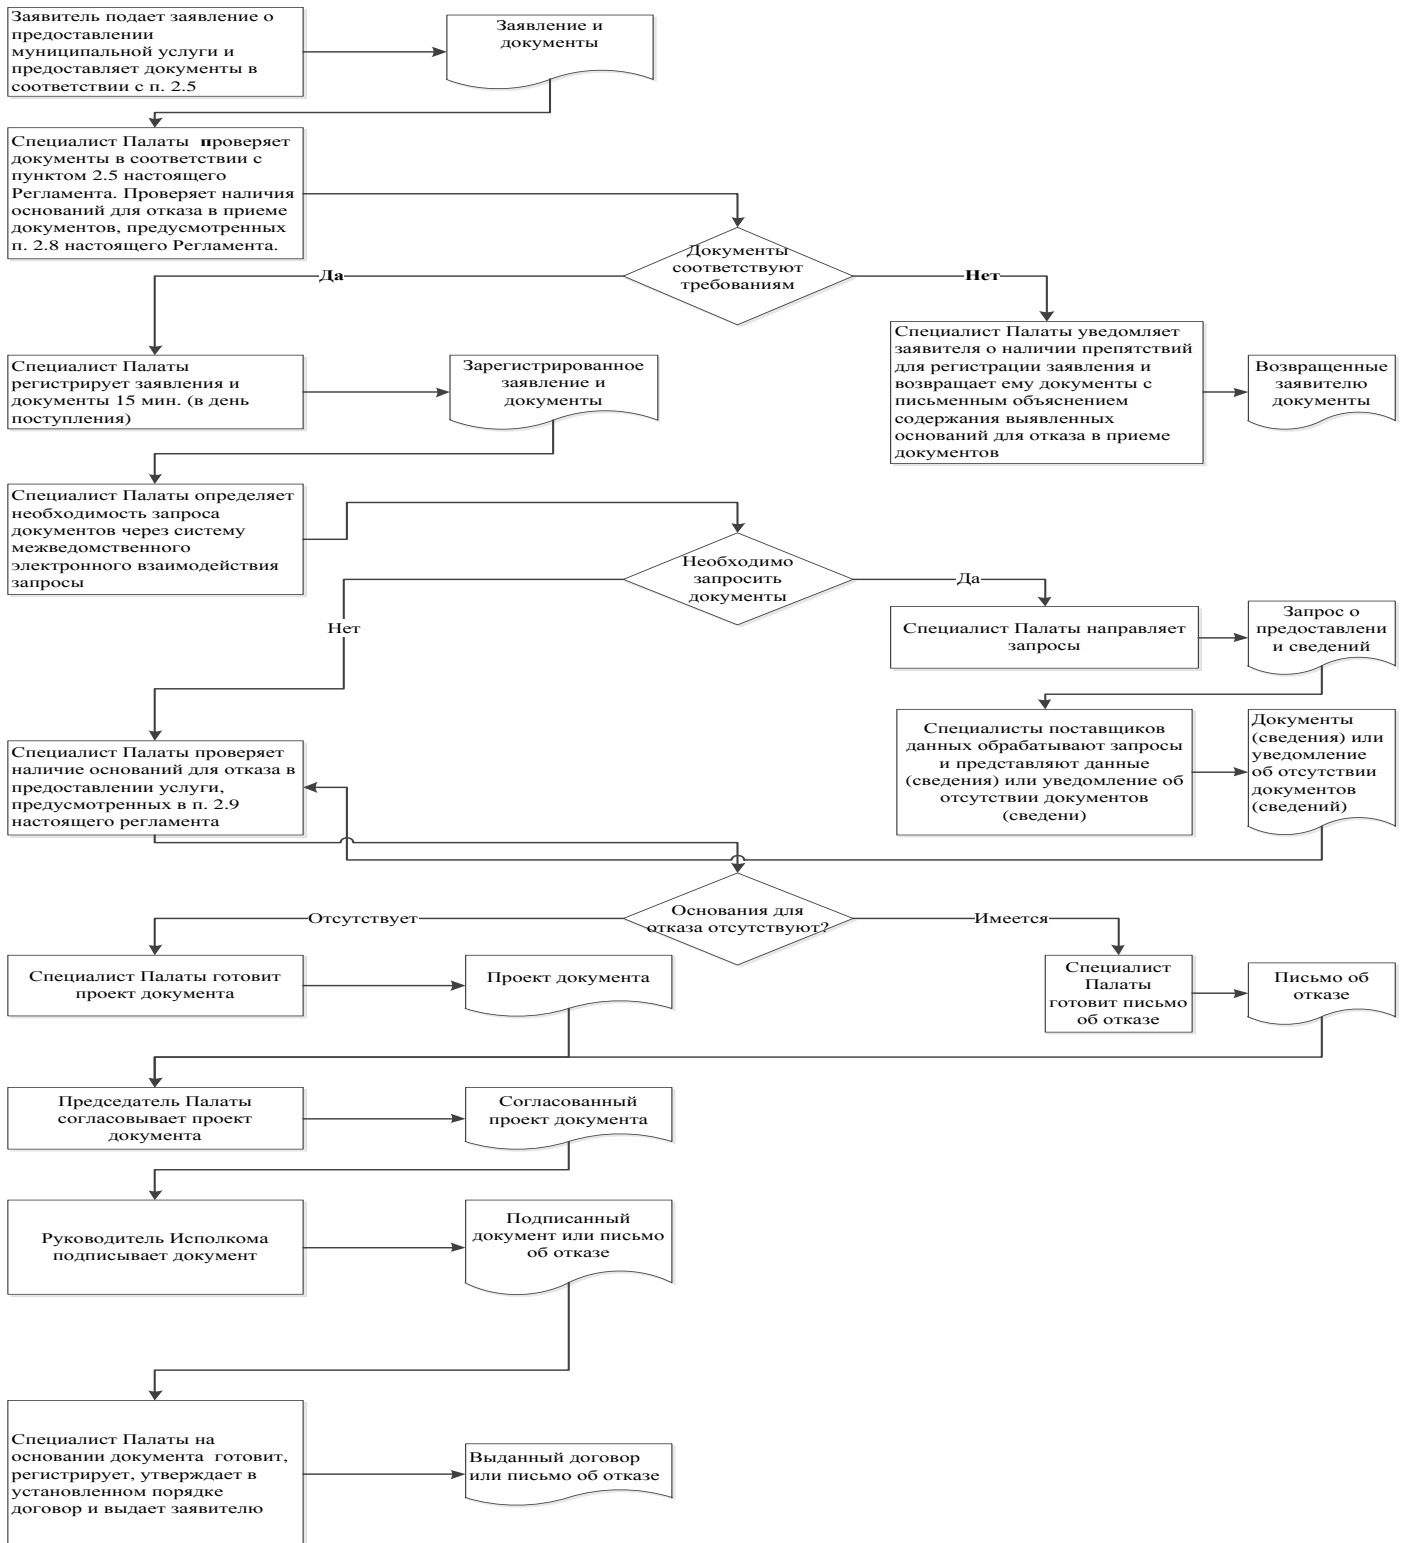 Заявитель подает заявление о
предоставлении
муниципальной услуги и
предоставляет документы в
соответствии с п. 2.5
Заявление и
документы
Специалист Палаты проверяет
документы в соответствии с
пунктом 2.5 настоящего
Регламента. Проверяет наличия
оснований для отказа в приеме
документов, предусмотренных
п. 2.8 настоящего Регламента.
Документы
соответствуют
требованиям
Да
Нет
Специалист Палаты
регистрирует заявления и
документы 15 мин. (в день
поступления)
Зарегистрированное
заявление и
документы
Специалист Палаты уведомляет
заявителя о наличии препятствий
для регистрации заявления и
возвращает ему документы с
письменным объяснением
содержания выявленных
оснований для отказа в приеме
документов
Возвращенные
заявителю
документы
Специалист Палаты определяет
необходимость запроса
документов через систему
межведомственного
электронного взаимодействия
запросы
Необходимо
запросить
документы
Да
Нет
Специалист Палаты направляет
запросы
Запрос о
предоставлени
и сведений
Специалисты поставщиков
данных обрабатывают запросы
и представляют данные
(сведения) или уведомление об
отсутствии документов
(сведени)
Документы
(сведения) или
уведомление
об отсутствии
документов
(сведений)
Специалист Палаты проверяет
наличие оснований для отказа в
предоставлении услуги,
предусмотренных в п. 2.9
настоящего регламента
Основания для
отказа отсутствуют?
Отсутствует
Имеется
Специалист Палаты готовит
проект документа
Проект документа
Специалист
Палаты
готовит письмо
об отказе
Письмо об
отказе
Председатель Палаты
согласовывает проект
документа
Согласованный
проект документа
Руководитель Исполкома
подписывает документ
Подписанный
документ или письмо
об отказе
Специалист Палаты на
основании документа готовит,
регистрирует, утверждает в
установленном порядке
договор и выдает заявителю
Выданный договор
или письмо об отказе